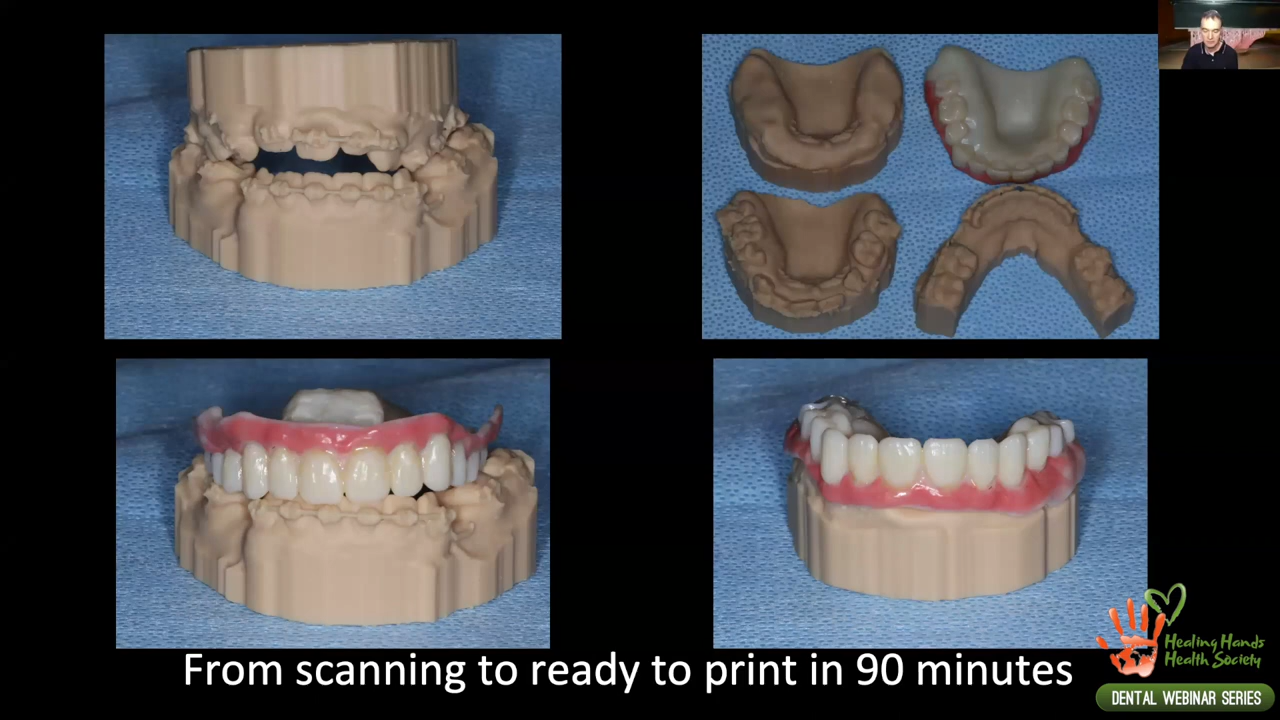 From scanning to ready to print in 90 minutes
Healing Hands
Health Society
DENTAL WEBINAR SERIES